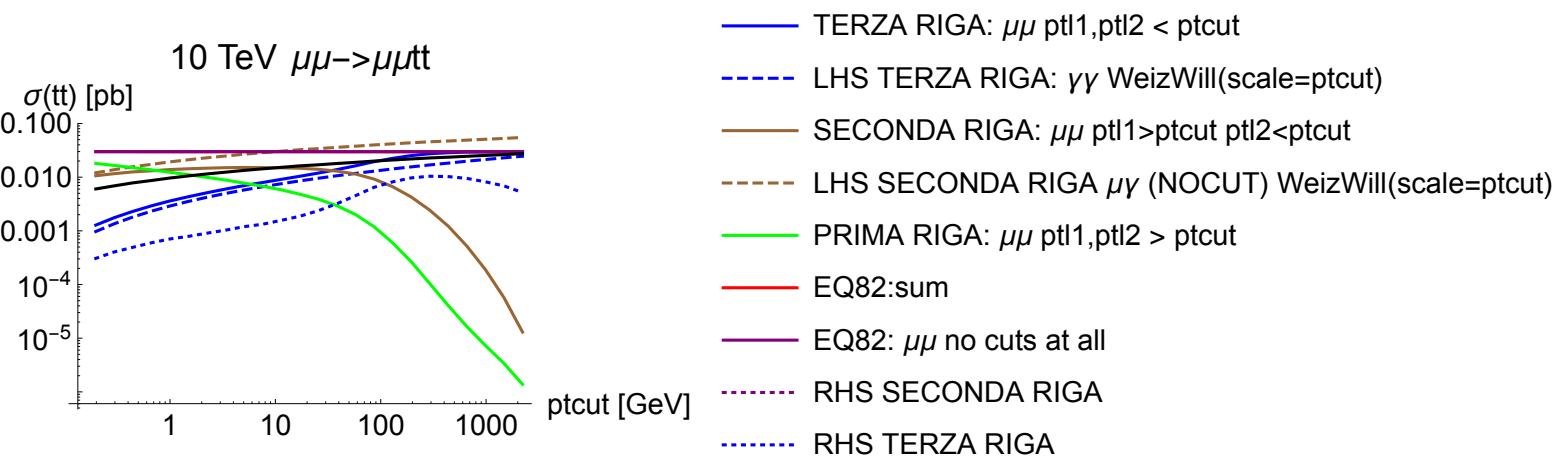 10 TeV μμ−>μμtt
σ(tt) [pb]
0.100
0.010
0.001
10−4
10−5
1 10 100 1000
ptcut [GeV]
TERZA RIGA: μμ ptl1,ptl2 < ptcut
LHS TERZA RIGA: γγ WeizWill(scale=ptcut)
SECONDA RIGA: μμ ptl1>ptcut ptl2<ptcut
LHS SECONDA RIGA μγ (NOCUT) WeizWill(scale=ptcut)
PRIMA RIGA: μμ ptl1,ptl2 > ptcut
EQ82:sum
EQ82: μμ no cuts at all
RHS SECONDA RIGA
RHS TERZA RIGA